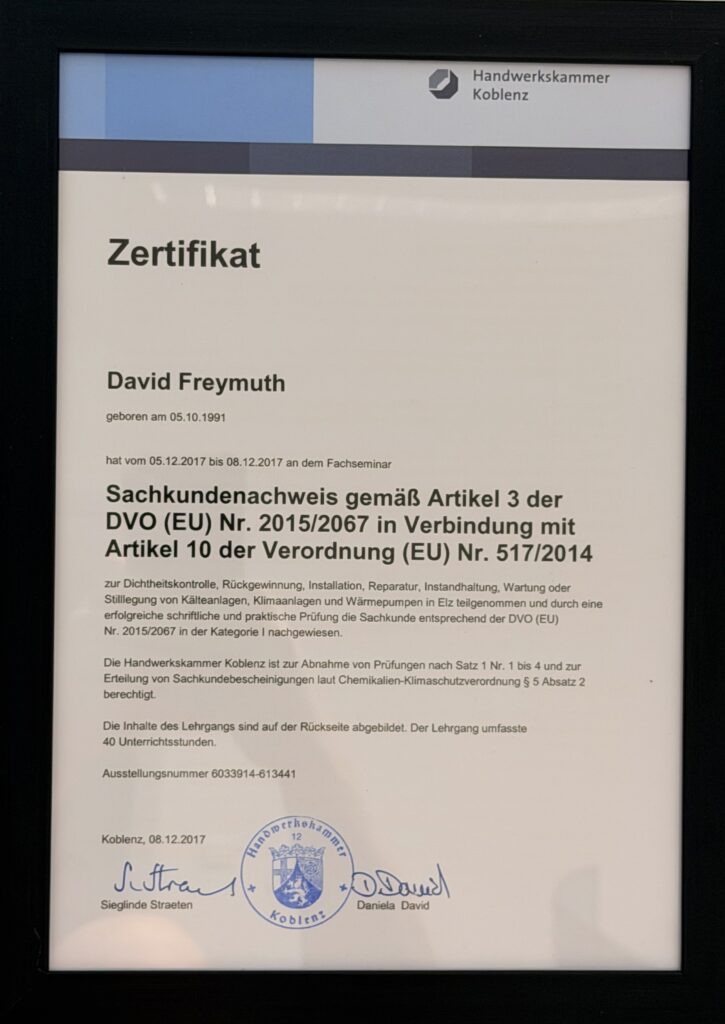 Handwerkskammer
Koblenz
Zertifikat
David Freymuth
geboren am 05.10.1991
hat vom 05.12.2017 bis 08.12.2017 an dem Fachseminar
Sachkundenachweis gemäß Artikel 3 der
DVO (EU) Nr. 2015/2067 in Verbindung mit
Artikel 10 der Verordnung (EU) Nr. 517/2014
zur Dichtheitskontrolle, Rückgewinnung, Installation, Reparatur, Instandhaltung, Wartung oder
Stilllegung von Kälteanlagen, Klimaanlagen und Wärmepumpen in Elz teilgenommen und durch eine
erfolgreiche schriftliche und praktische Prüfung die Sachkunde entsprechend der DVO (EU)
Nr. 2015/2067 in der Kategorie I nachgewiesen.
Die Handwerkskammer Koblenz ist zur Abnahme von Prüfungen nach Satz 1 Nr. 1 bis 4 und zur
Erteilung von Sachkundebescheinigungen laut Chemikalien-Klimaschutzverordnung § 5 Absatz 2
berechtigt.
Die Inhalte des Lehrgangs sind auf der Rückseite abgebildet. Der Lehrgang umfasste
40 Unterrichtsstunden.
Ausstellungsnummer 6033914-613441
Koblenz, 08.12.2017
Handwerkskammer
12
Koblenz
S. Straeten
D. David
Sieglinde Straeten
Daniela David